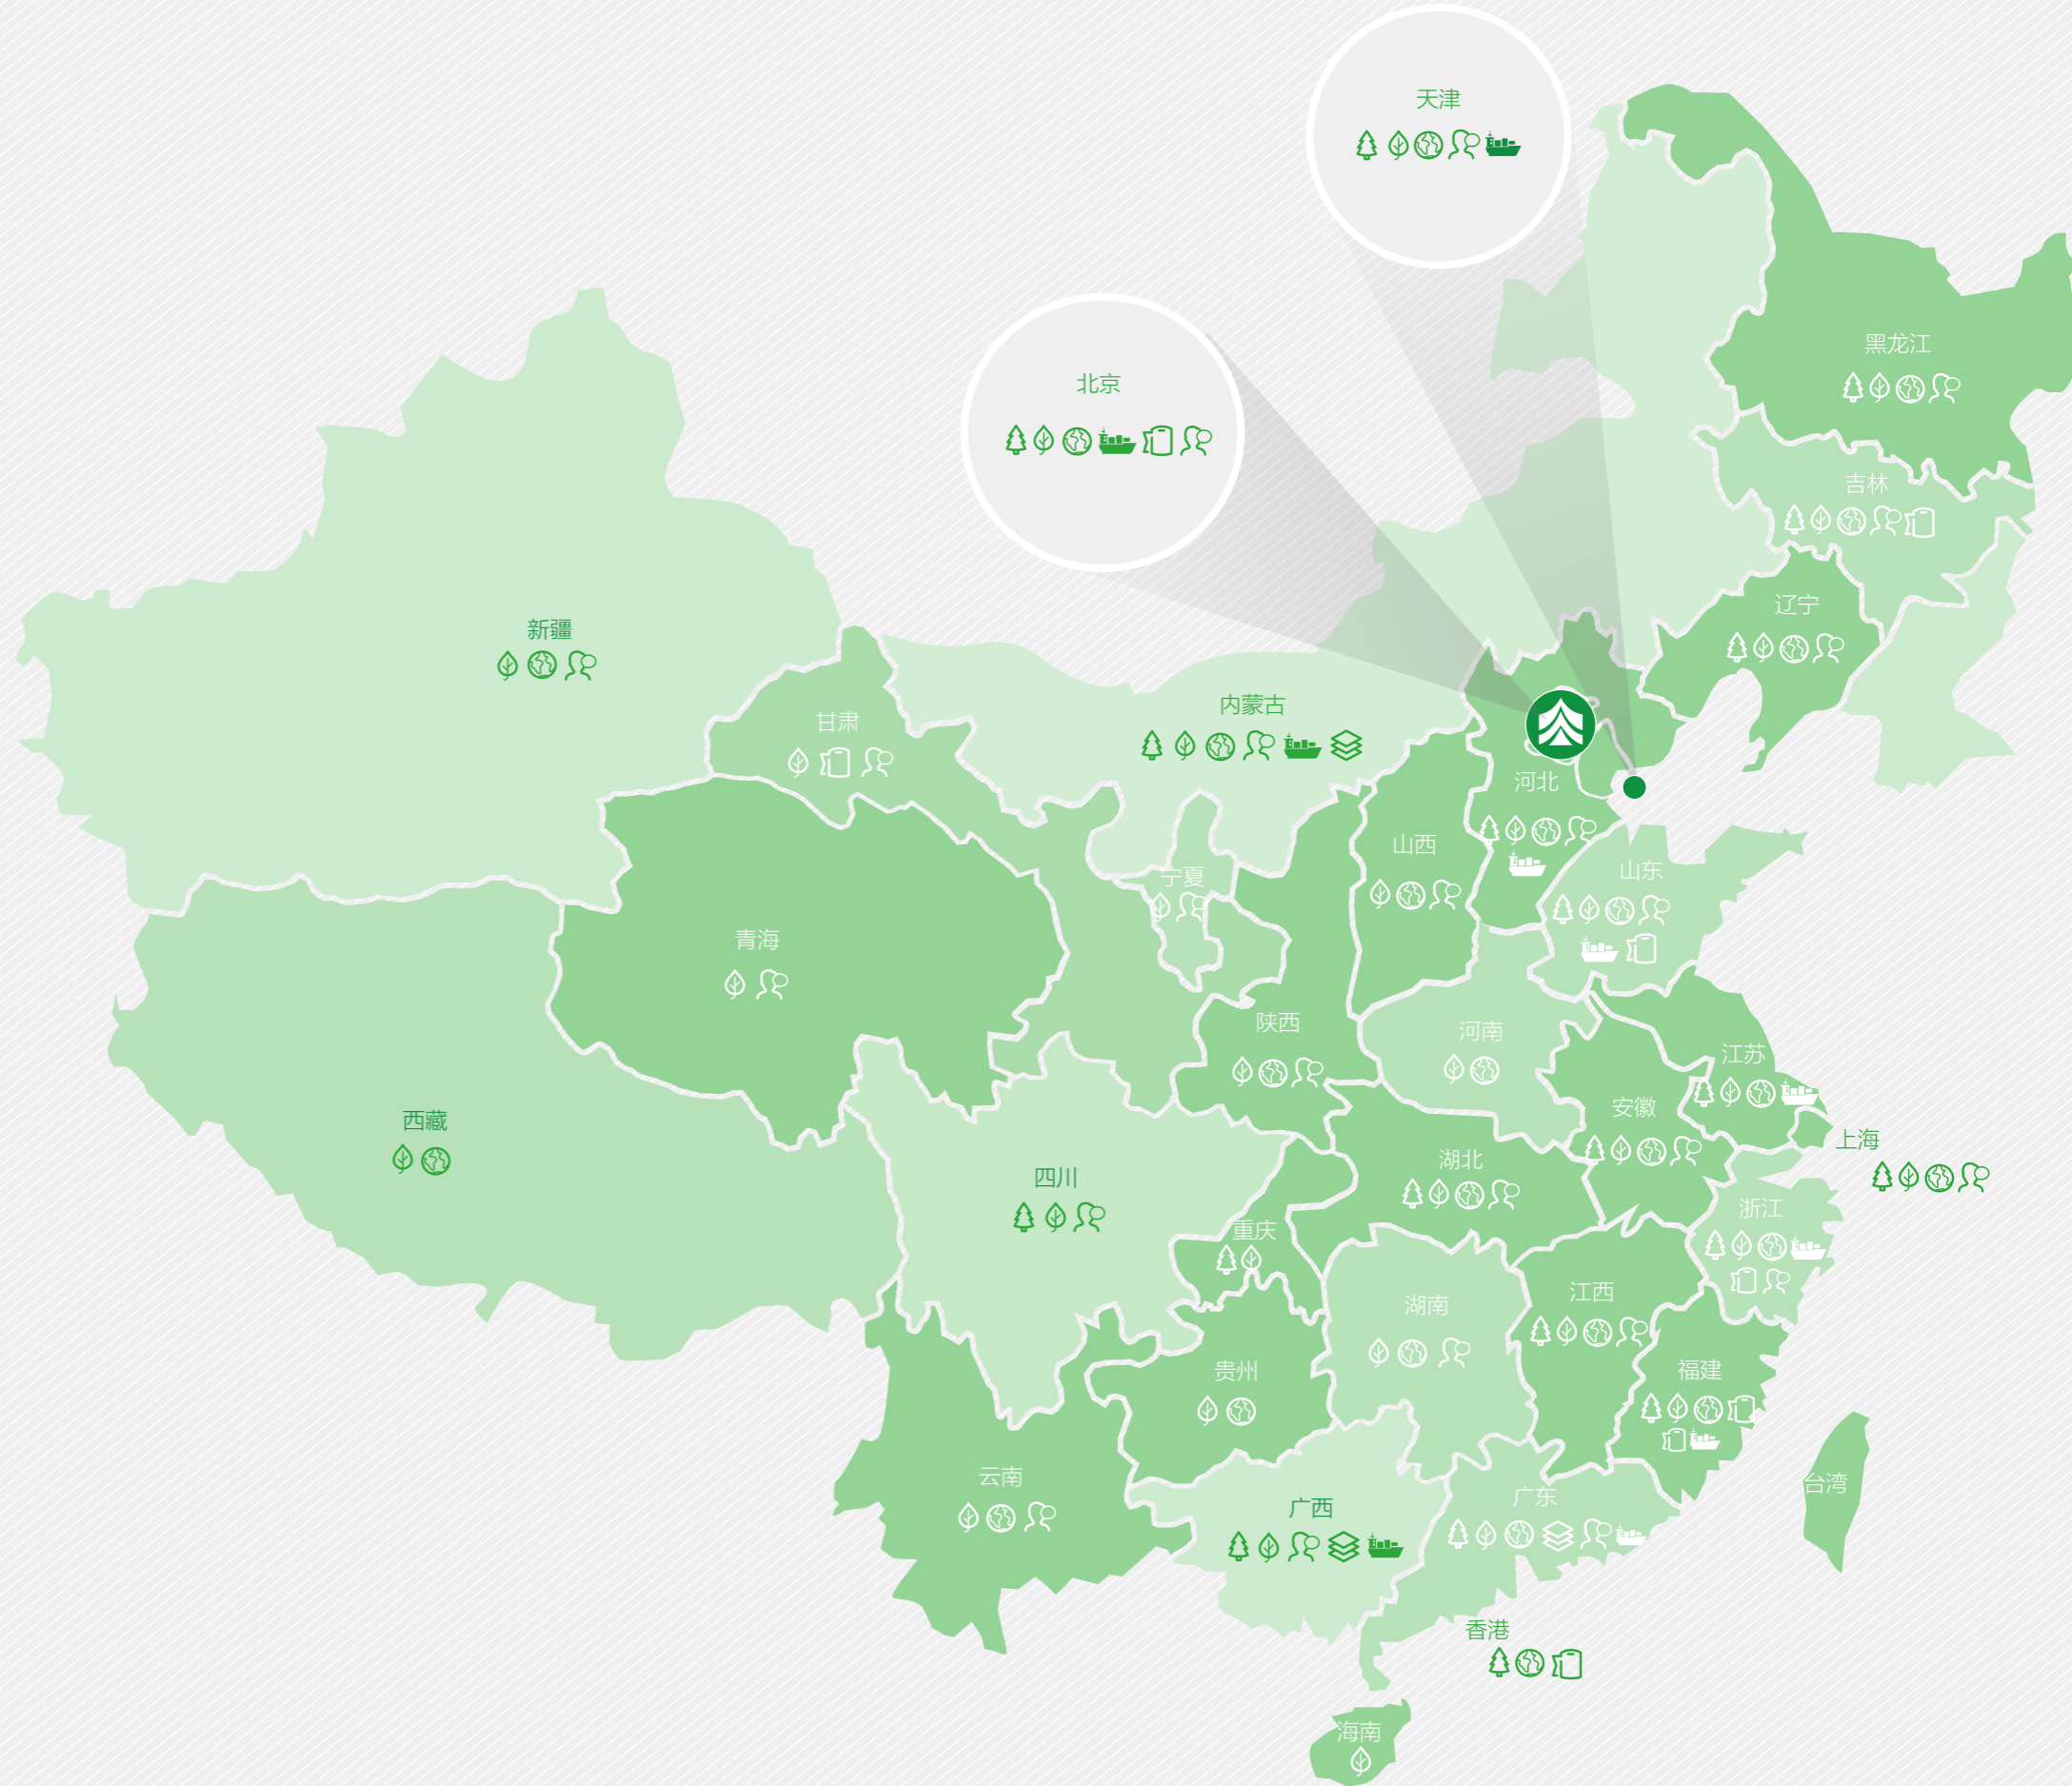 天津
黑龙江
北京
吉林
辽宁
新疆
内蒙古
甘肃
河北
山西
山东
宁夏
青海
陕西
河南
江苏
安徽
西藏
上海
湖北
四川
浙江
重庆
江西
湖南
福建
贵州
云南
台湾
广东
广西
香港
海南